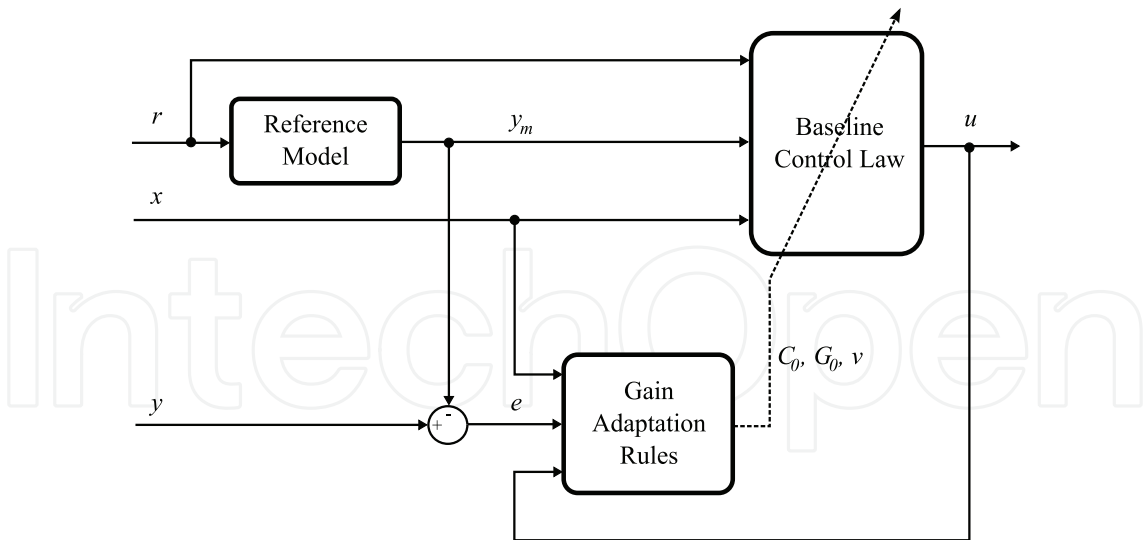 r
Reference
Model
y_m
Baseline
Control Law
u
x
C_0, G_0, v
y
+
-
e
Gain
Adaptation
Rules
IntechOpen